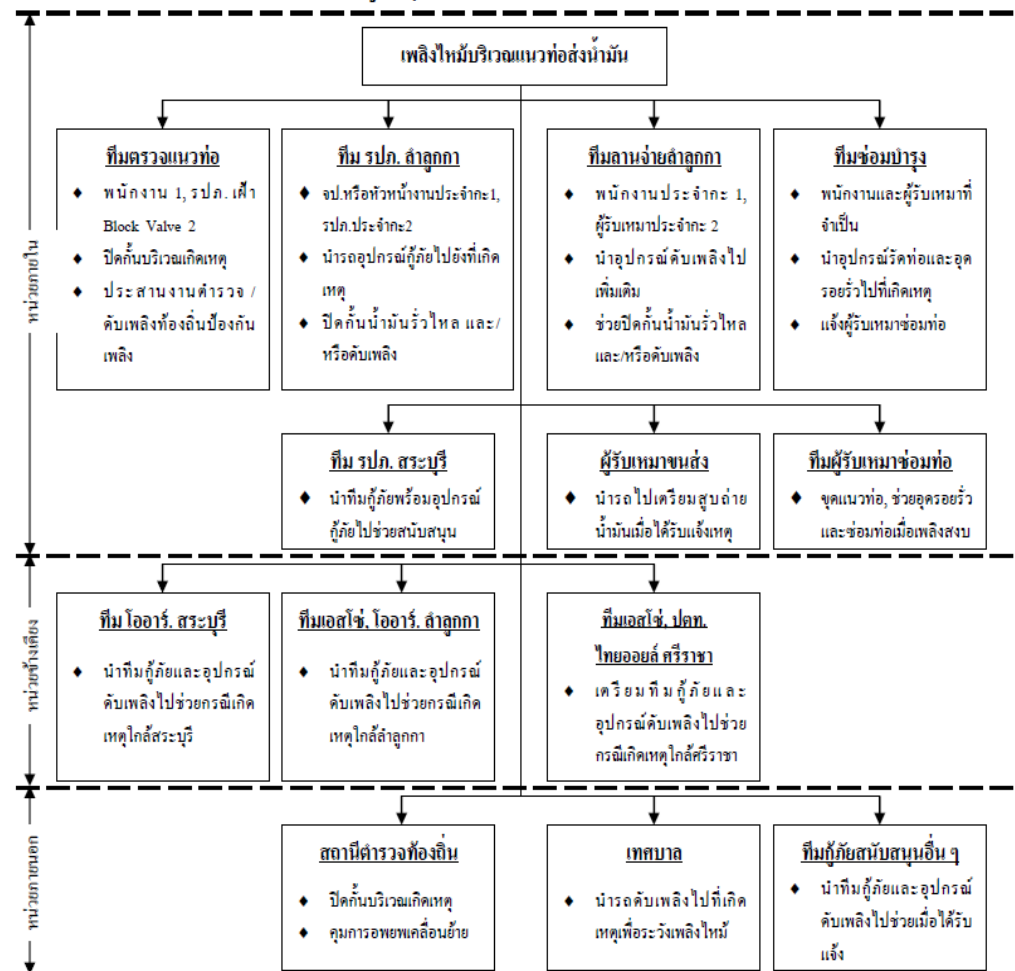 เพลิงไหม้บริเวณแนวท่อส่งน้ำมัน
หน่วยภายใน
ทีมตรวจแนวท่อ
♦ พนักงาน 1, รปภ. เฝ้า
Block Valve 2
♦ ปิดกั้นบริเวณเกิดเหตุ
♦ ประสานงานตำรวจ /
ดับเพลิงท้องถิ่นป้องกัน
เพลิง
ทีม รปภ. ลำลูกกา
♦ จป.หรือหัวหน้างานประจำกะ1,
รปภ.ประจำกะ2
♦ นำรถอุปกรณ์กู้ภัยไปยังที่เกิด
เหตุ
♦ ปิดกั้นน้ำมันรั่วไหล และ/
หรือดับเพลิง
ทีมลานจ่ายลำลูกกา
♦ พนักงานประจำกะ 1,
ผู้รับเหมาประจำกะ 2
♦ นำอุปกรณ์ดับเพลิงไป
เพิ่มเติม
♦ ช่วยปิดกั้นน้ำมันรั่วไหล
และ/หรือดับเพลิง
ทีมซ่อมบำรุง
♦ พนักงานและผู้รับเหมาที่
จำเป็น
♦ นำอุปกรณ์รัดท่อและอุด
รอยรั่วไปที่เกิดเหตุ
♦ แจ้งผู้รับเหมาซ่อมท่อ
ทีม รปภ. สระบุรี
♦ นำทีมกู้ภัยพร้อมอุปกรณ์
กู้ภัยไปช่วยสนับสนุน
ผู้รับเหมาขนส่ง
♦ นำรถไปเตรียมสูบถ่าย
น้ำมันเมื่อได้รับแจ้งเหตุ
ทีมผู้รับเหมาซ่อมท่อ
♦ ขุดแนวท่อ, ช่วยอุดรอยรั่ว
และซ่อมท่อเมื่อเพลิงสงบ
หน่วยข้างเคียง
ทีม โออาร์. สระบุรี
♦ นำทีมกู้ภัยและอุปกรณ์
ดับเพลิงไปช่วยกรณีเกิด
เหตุใกล้สระบุรี
ทีมเอสโซ่, โออาร์. ลำลูกกา
♦ นำทีมกู้ภัยและอุปกรณ์
ดับเพลิงไปช่วยกรณีเกิด
เหตุใกล้ลำลูกกา
ทีมเอสโซ่, ปตท.
ไทยออยล์ ศรีราชา
♦ เตรียมทีมกู้ภัยและ
อุปกรณ์ดับเพลิงไปช่วย
กรณีเกิดเหตุใกล้ศรีราชา
หน่วยภายนอก
สถานีตำรวจท้องถิ่น
♦ ปิดกั้นบริเวณเกิดเหตุ
♦ คุมการอพยพเคลื่อนย้าย
เทศบาล
♦ นำรถดับเพลิงไปที่เกิด
เหตุเพื่อระวังเพลิงไหม้
ทีมกู้ภัยสนับสนุนอื่น ๆ
♦ นำทีมกู้ภัยและอุปกรณ์
ดับเพลิงไปช่วยเมื่อได้รับ
แจ้ง